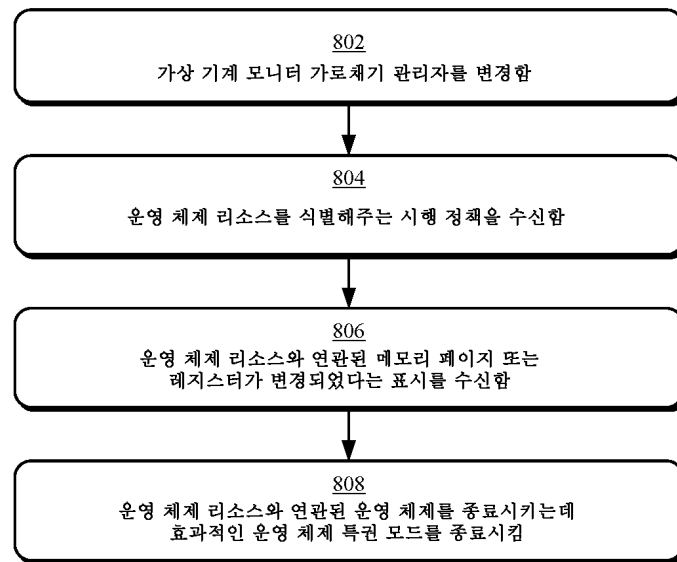 802
가상 기계 모니터 가로채기 관리자를 변경함
804
운영 체제 리소스를 식별해주는 시행 정책을 수신함
806
운영 체제 리소스와 연관된 메모리 페이지 또는
레지스터가 변경되었다는 표시를 수신함
808
운영 체제 리소스와 연관된 운영 체제를 종료시키는데
효과적인 운영 체제 특권 모드를 종료시킴